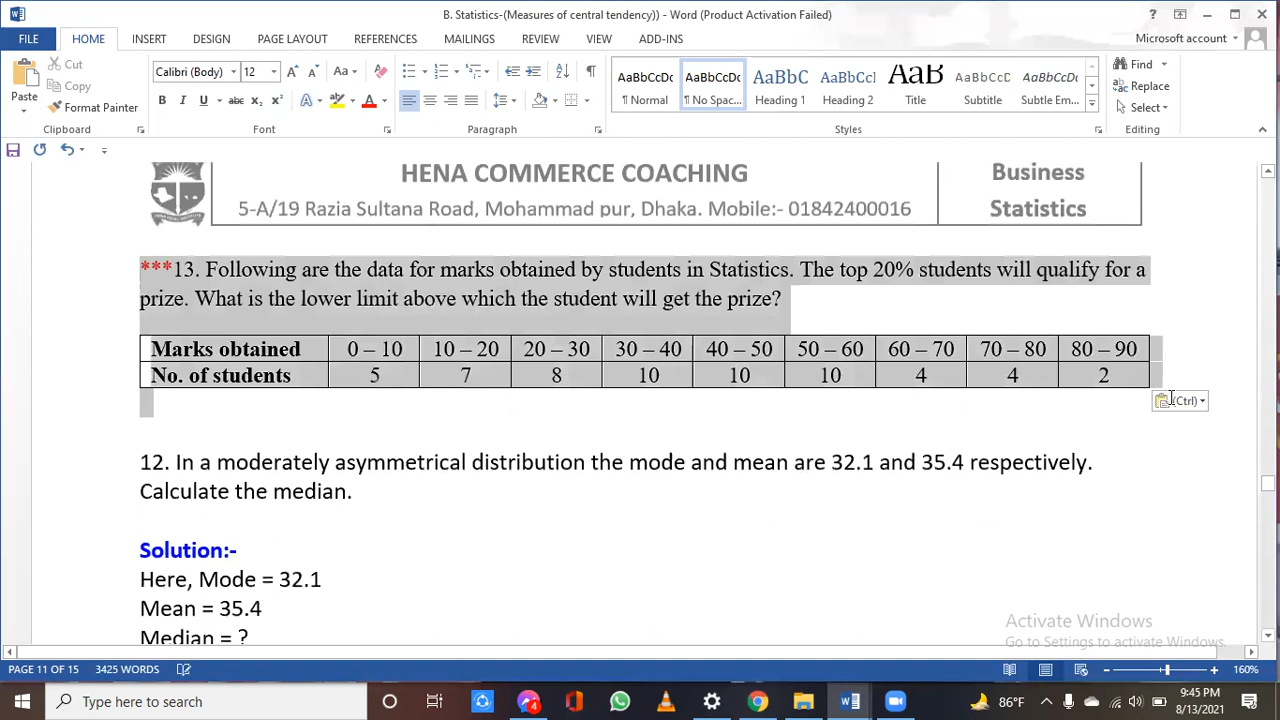 B. Statistics-(Measures of central tendency)) - Word (Product Activation Failed)
FILE HOME INSERT DESIGN PAGE LAYOUT REFERENCES MAILINGS REVIEW VIEW ADD-INS Microsoft account
Cut
Copy
Format Painter
Paste
Clipboard
Calibri (Body) 12
Font
Paragraph
AaBbCcDc AaBbCcDc AaBbC AaBbCcD AaB AaBbCcD AaBbCcDc
¶ Normal ¶ No Spac... Heading Heading 2 Title Subtitle Subtle Em...
Styles
Find
Replace
Select
Editing
HENA COMMERCE COACHING
5-A/19 Razia Sultana Road, Mohammad pur, Dhaka. Mobile:- 01842400016
Business
Statistics
***13. Following are the data for marks obtained by students in Statistics. The top 20% students will qualify for a
prize. What is the lower limit above which the student will get the prize?
Marks obtained 0 – 10 10 – 20 20 – 30 30 – 40 40 – 50 50 – 60 60 – 70 70 – 80 80 – 90
No. of students 5 7 8 10 10 10 4 4 2
(Ctrl)
12. In a moderately asymmetrical distribution the mode and mean are 32.1 and 35.4 respectively.
Calculate the median.
Solution:-
Here, Mode = 32.1
Mean = 35.4
Median = ?
Activate Windows
Go to Settings to activate Windows.
PAGE 11 OF 15 3425 WORDS 160%
Type here to search
4
86°F
9:45 PM
8/13/2021